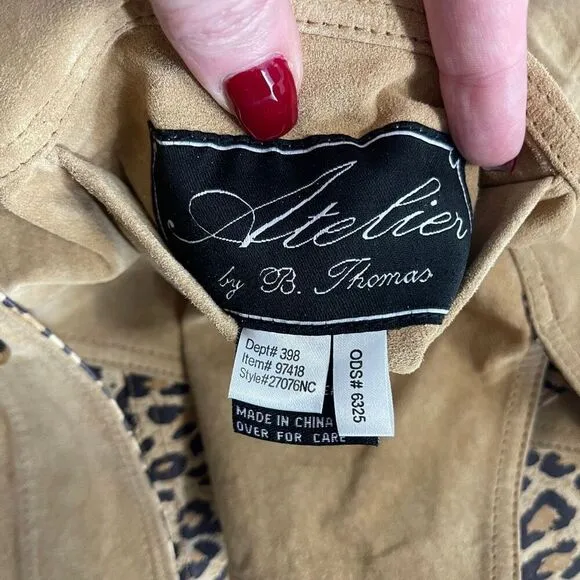 Atelier
by B. Thomas
Dept# 398
Item# 97418
Style#27076NC
ODS# 6325
MADE IN CHINA
OVER FOR CARE